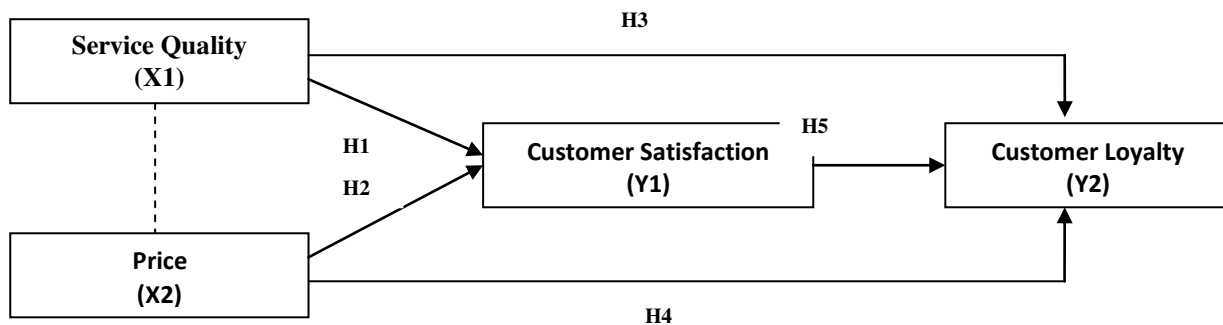 H3
Service Quality
(X1)
H1
H2
Customer Satisfaction
(Y1)
H5
Customer Loyalty
(Y2)
Price
(X2)
H4